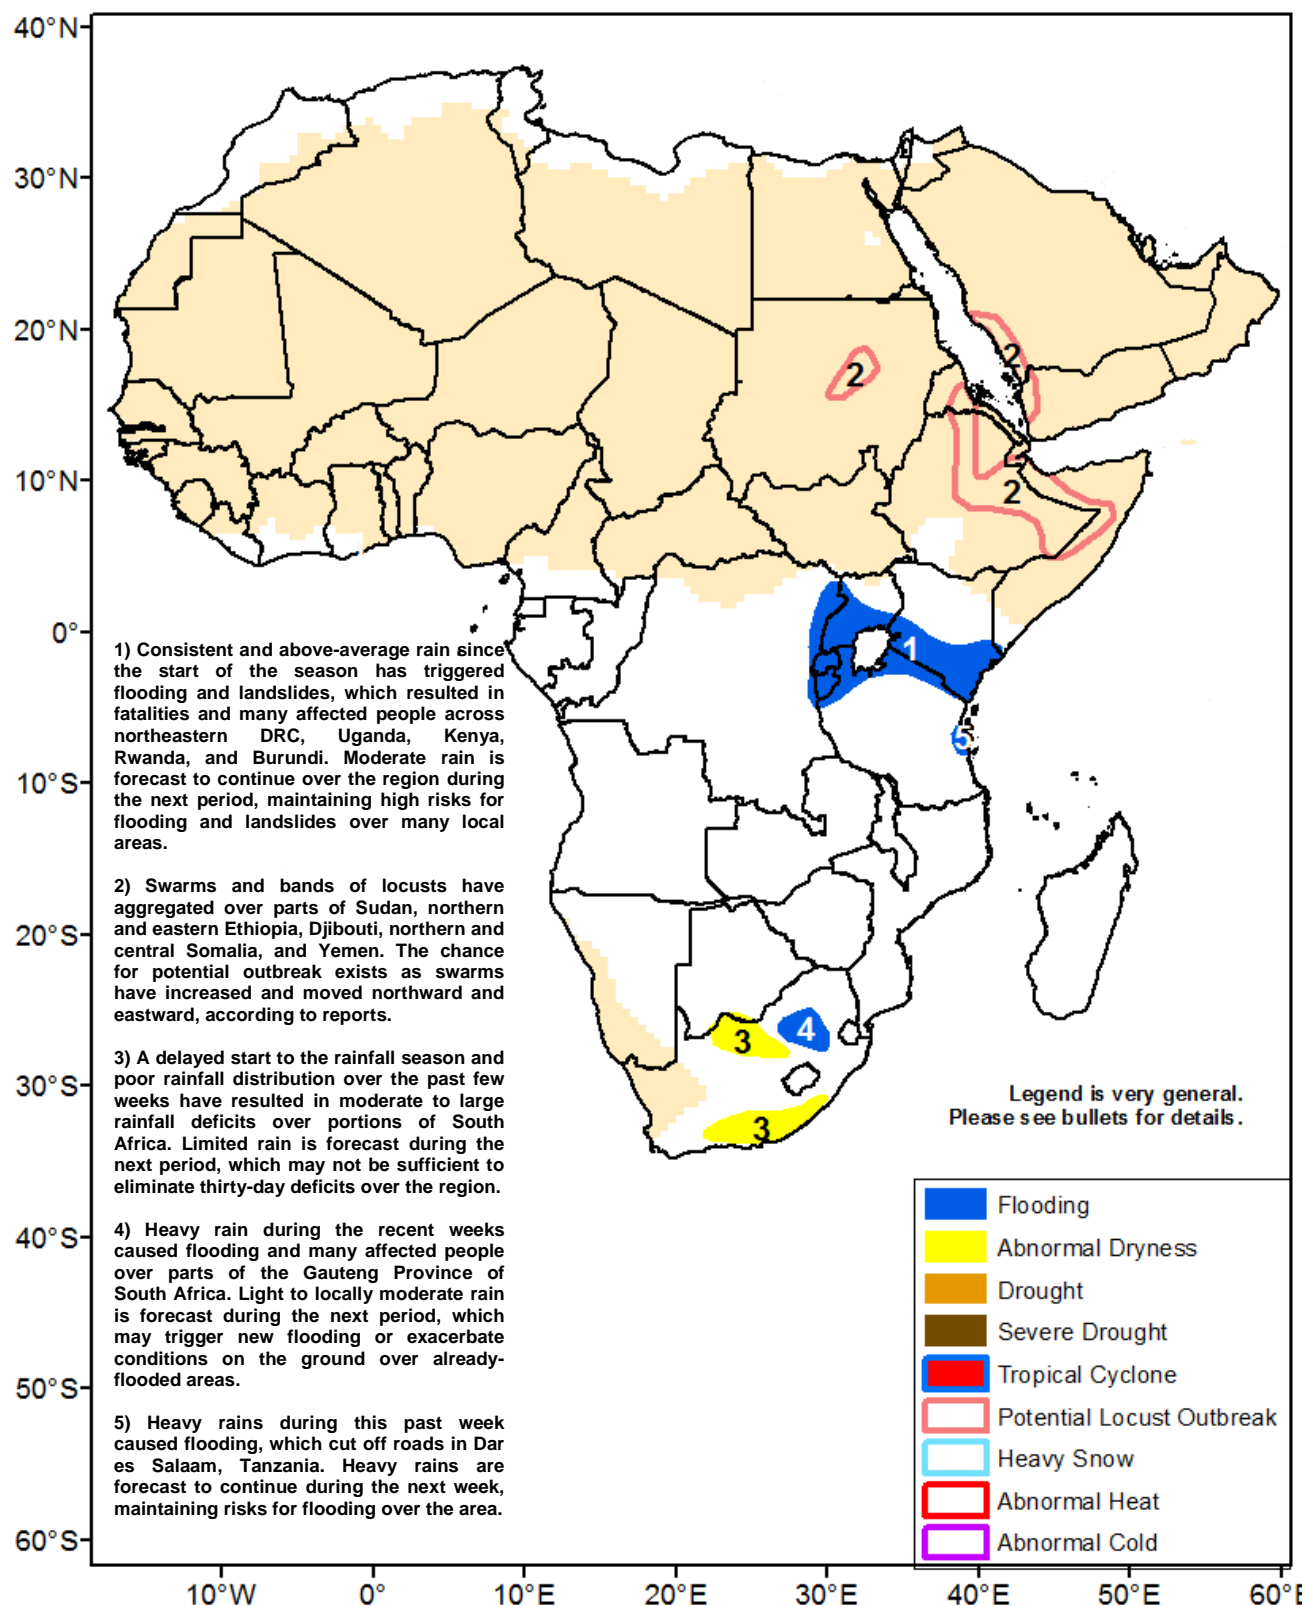 40°N
30°N
20°N
10°N
0°
10°S
20°S
30°S
40°S
50°S
60°S
10°W
0°
10°E
20°E
30°E
40°E
50°E
60°E
2
2
2
1
5
4
3
3
1) Consistent and above-average rain since
the start of the season has triggered
flooding and landslides, which resulted in
fatalities and many affected people across
northeastern DRC, Uganda, Kenya,
Rwanda, and Burundi. Moderate rain is
forecast to continue over the region during
the next period, maintaining high risks for
flooding and landslides over many local
areas.
2) Swarms and bands of locusts have
aggregated over parts of Sudan, northern
and eastern Ethiopia, Djibouti, northern and
central Somalia, and Yemen. The chance
for potential outbreak exists as swarms
have increased and moved northward and
eastward, according to reports.
3) A delayed start to the rainfall season and
poor rainfall distribution over the past few
weeks have resulted in moderate to large
rainfall deficits over portions of South
Africa. Limited rain is forecast during the
next period, which may not be sufficient to
eliminate thirty-day deficits over the region.
4) Heavy rain during the recent weeks
caused flooding and many affected people
over parts of the Gauteng Province of
South Africa. Light to locally moderate rain
is forecast during the next period, which
may trigger new flooding or exacerbate
conditions on the ground over already-
flooded areas.
5) Heavy rains during this past week
caused flooding, which cut off roads in Dar
es Salaam, Tanzania. Heavy rains are
forecast to continue during the next week,
maintaining risks for flooding over the area.
Legend is very general.
Please see bullets for details.
Flooding
Abnormal Dryness
Drought
Severe Drought
Tropical Cyclone
Potential Locust Outbreak
Heavy Snow
Abnormal Heat
Abnormal Cold